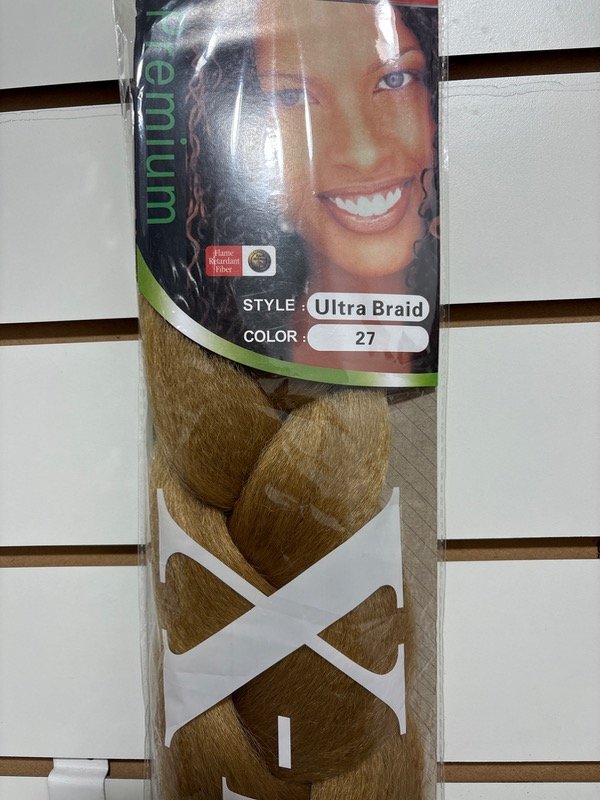 Premium
Flame
Retardant
Fiber
STYLE : Ultra Braid
COLOR : 27
X-